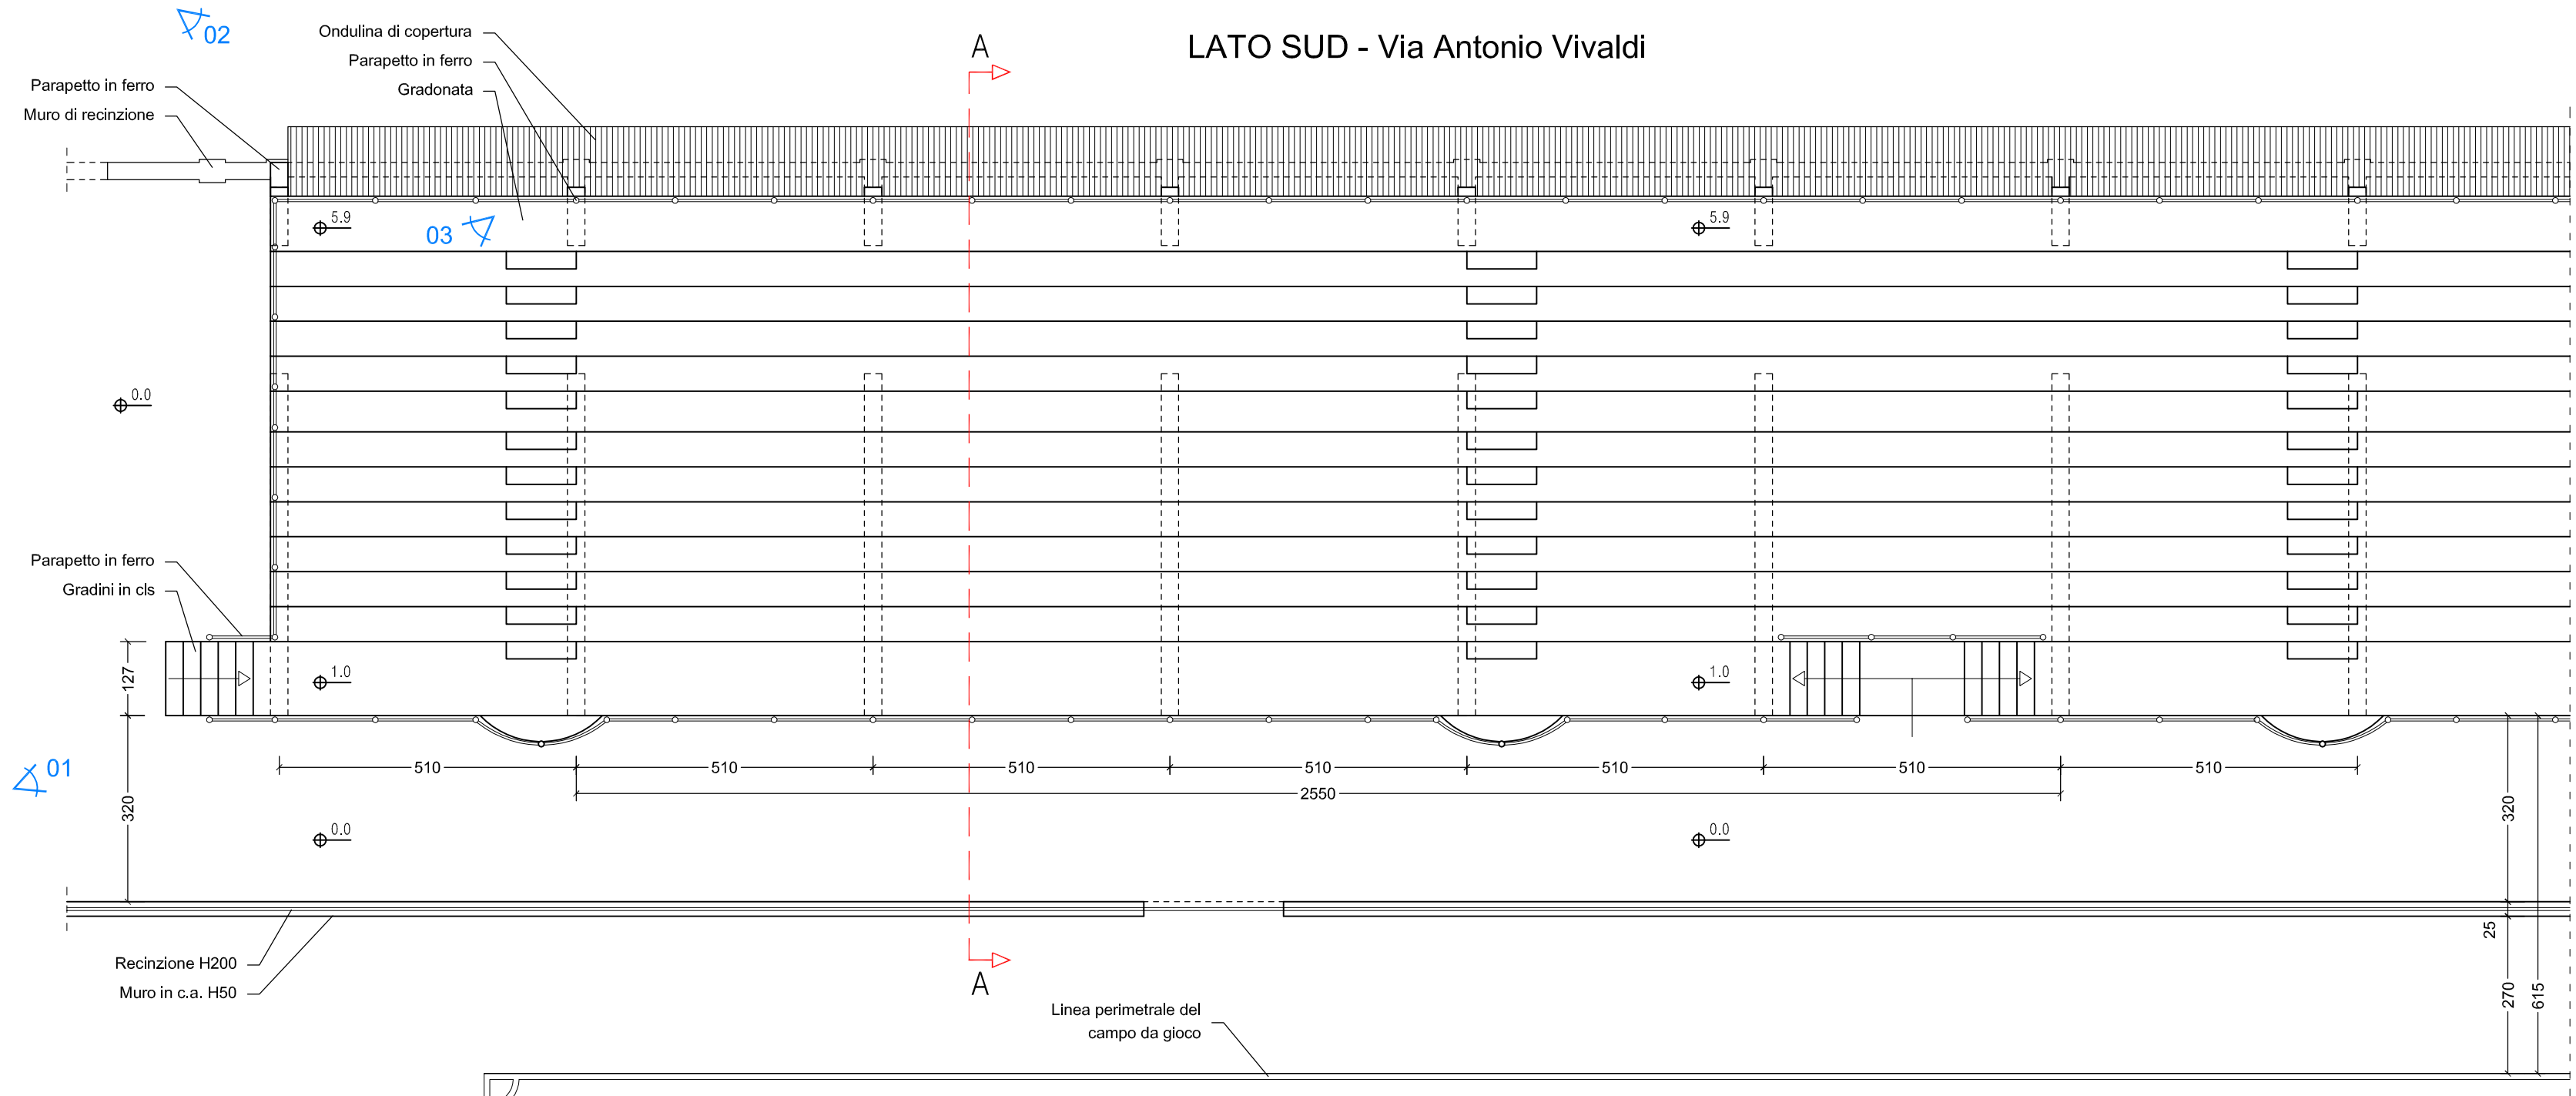 02
Ondulina di copertura
Parapetto in ferro
Gradonata
A
LATO SUD - Via Antonio Vivaldi
Parapetto in ferro
Muro di recinzione
5.9
03
5.9
0.0
Parapetto in ferro
Gradini in cls
127
1.0
1.0
01
510
510
510
510
510
510
510
2550
320
320
0.0
0.0
25
Recinzione H200
Muro in c.a. H50
A
Linea perimetrale del
campo da gioco
270
615